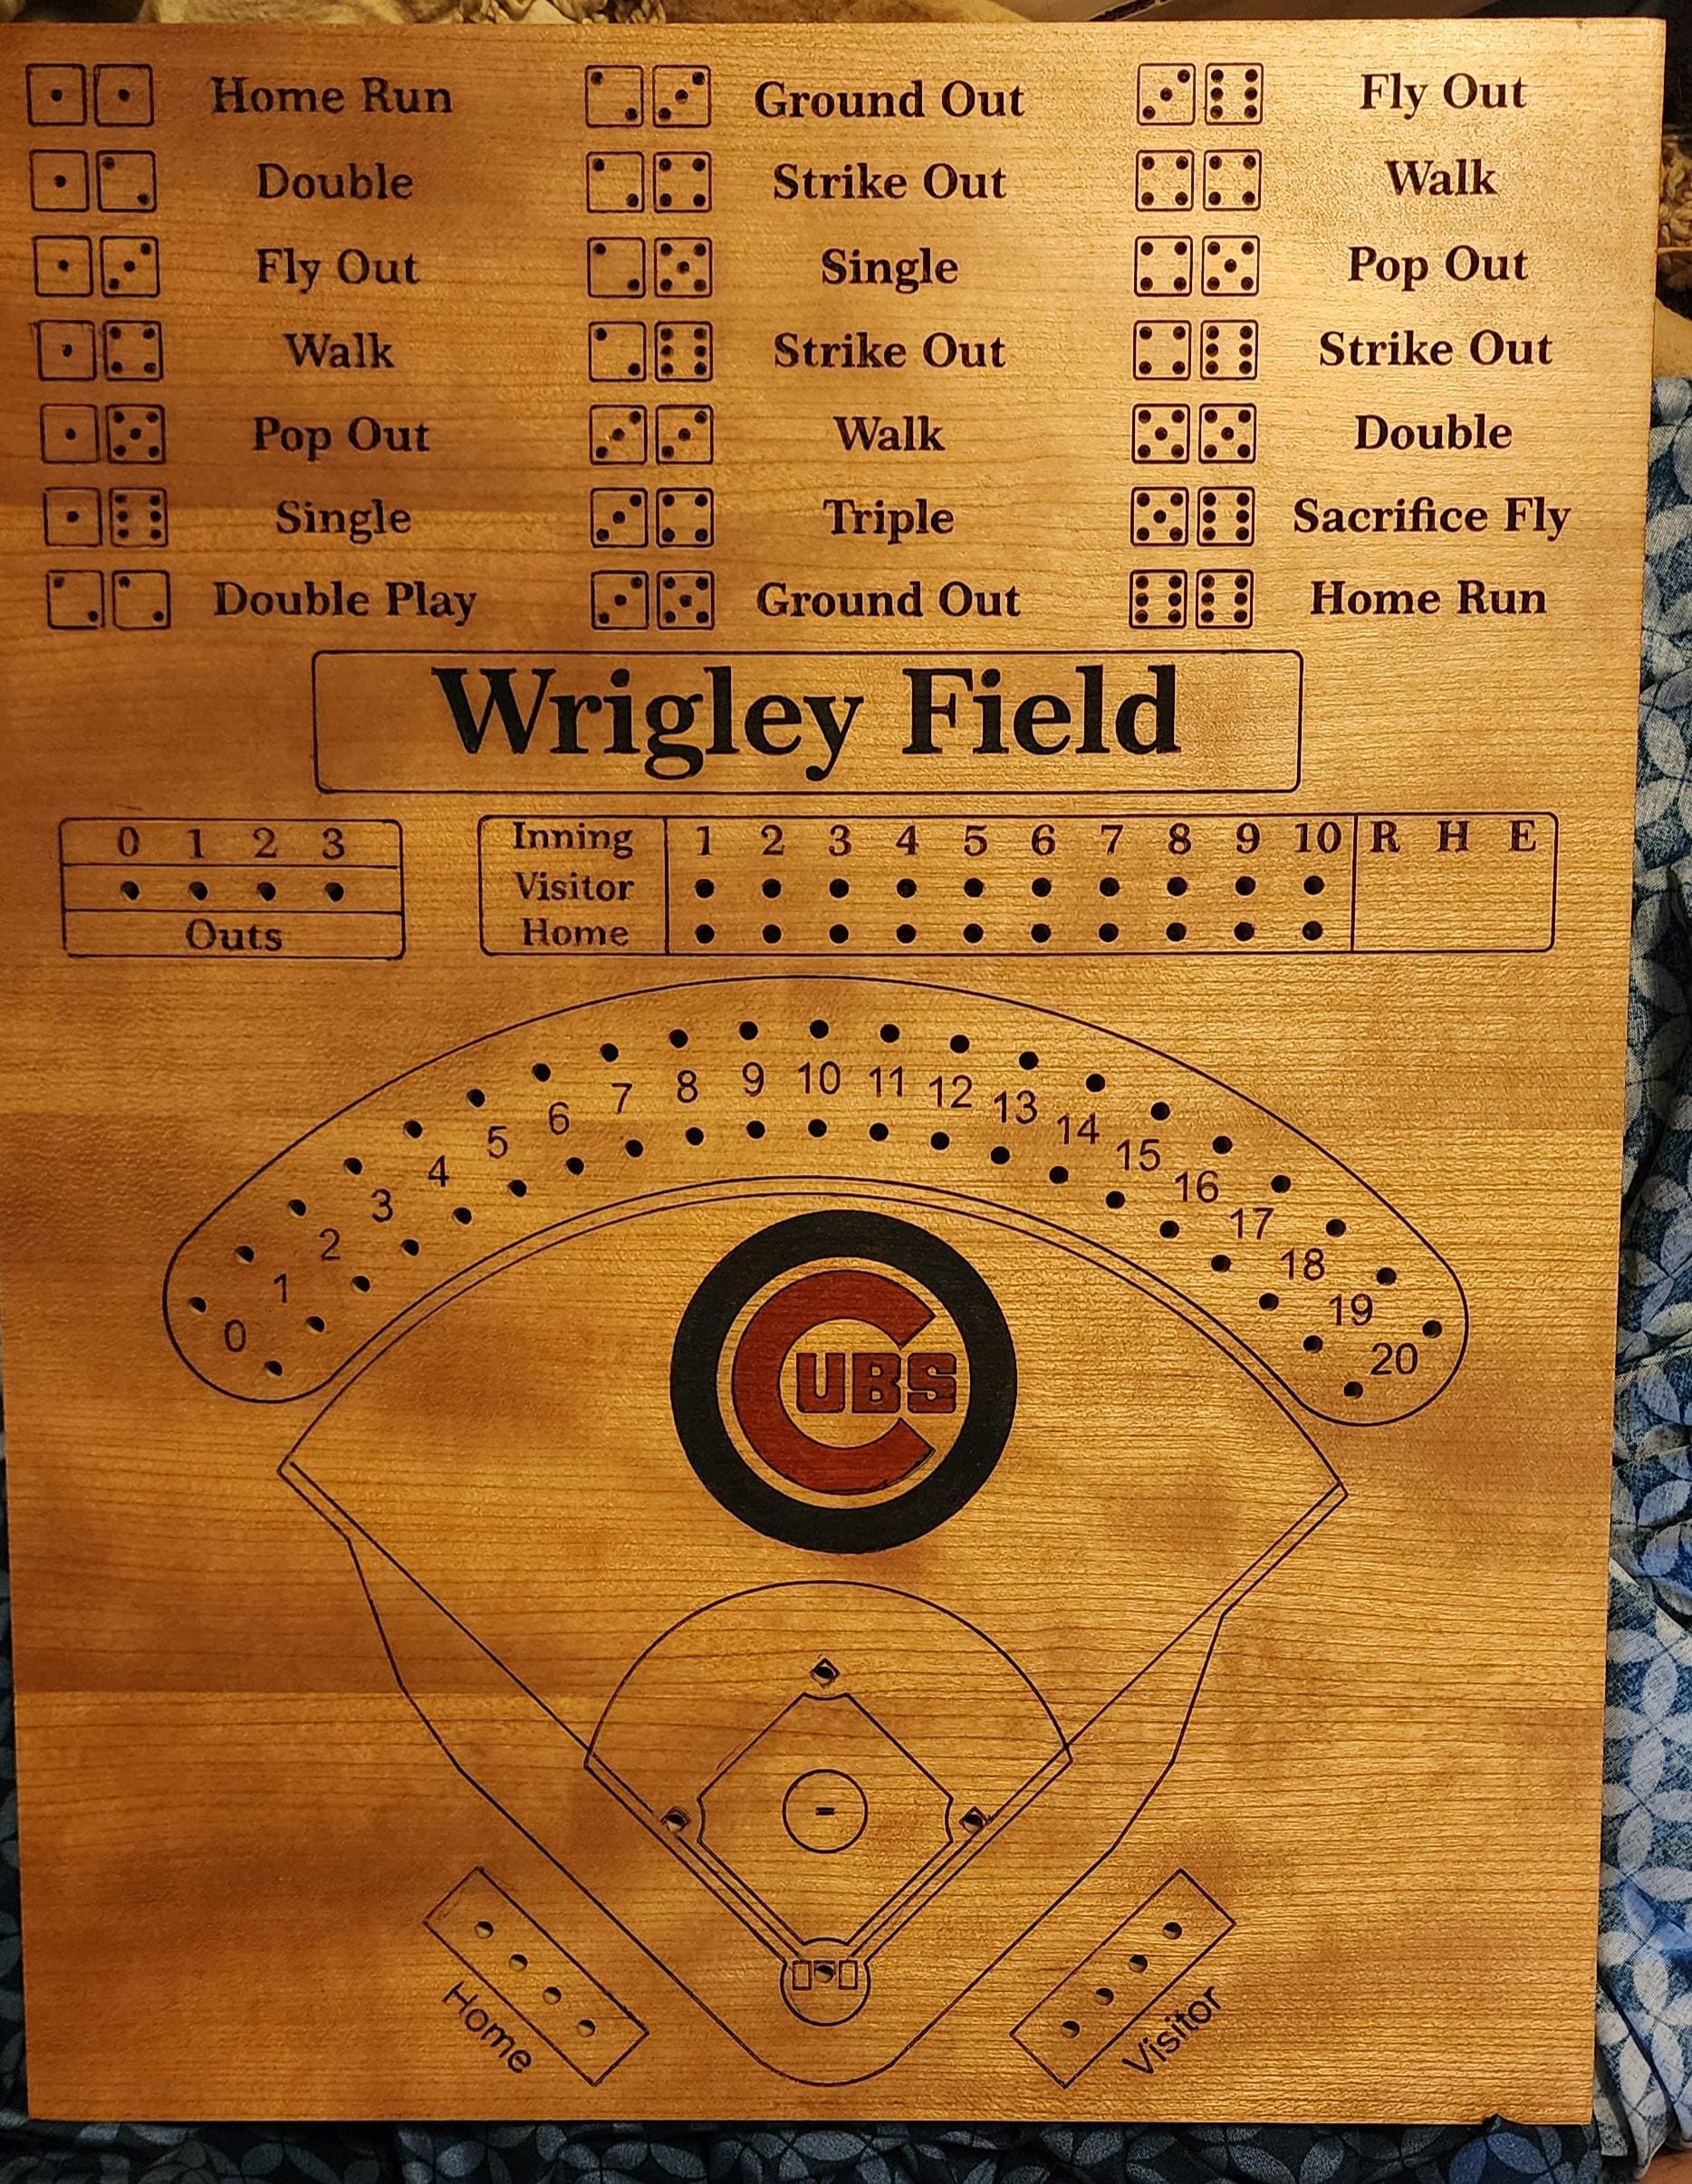 Home Run Ground Out Fly Out
Double Strike Out Walk
Fly Out Single Pop Out
Walk Strike Out Strike Out
Pop Out Walk Double
Single Triple Sacrifice Fly
Double Play Ground Out Home Run
Wrigley Field
0 1 2 3
Outs
Inning 1 2 3 4 5 6 7 8 9 10 R H E
Visitor
Home
0 1 2 3 4 5 6 7 8 9 10 11 12 13 14 15 16 17 18 19 20
CUBS
Home
Visitor